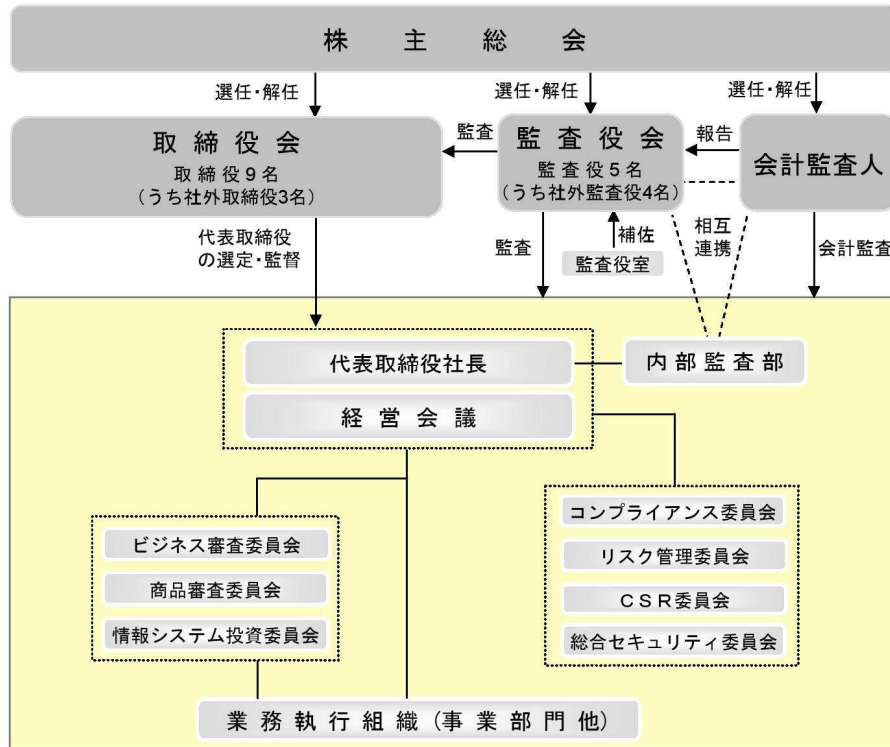 株主総会
選任・解任
選任・解任
選任・解任
取締役会
取締役9名
（うち社外取締役3名）
監査
監査役会
監査役5名
（うち社外監査役4名）
報告
会計監査人
代表取締役
の選定・監督
監査
補佐
監査役室
相互
連携
会計監査
代表取締役社長
内部監査部
経営会議
ビジネス審査委員会
商品審査委員会
情報システム投資委員会
コンプライアンス委員会
リスク管理委員会
CSR委員会
総合セキュリティ委員会
業務執行組織（事業部門他）